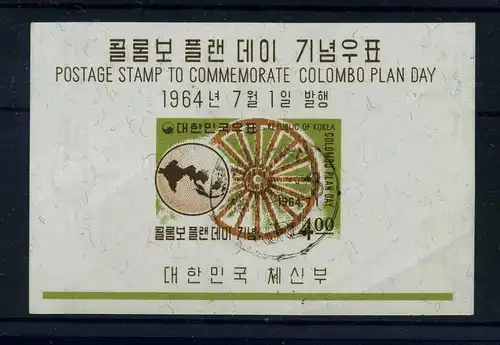 콜롬보 플랜 데이 기념우표
POSTAGE STAMP TO COMMEMORATE COLOMBO PLAN DAY
1964년 7월 1일 발행
대한민국우표 REPUBLIC OF KOREA
COLOMBO PLAN DAY
1964-7-1
콜롬보 플랜 데이 기념 4.00
대한민국 체신부